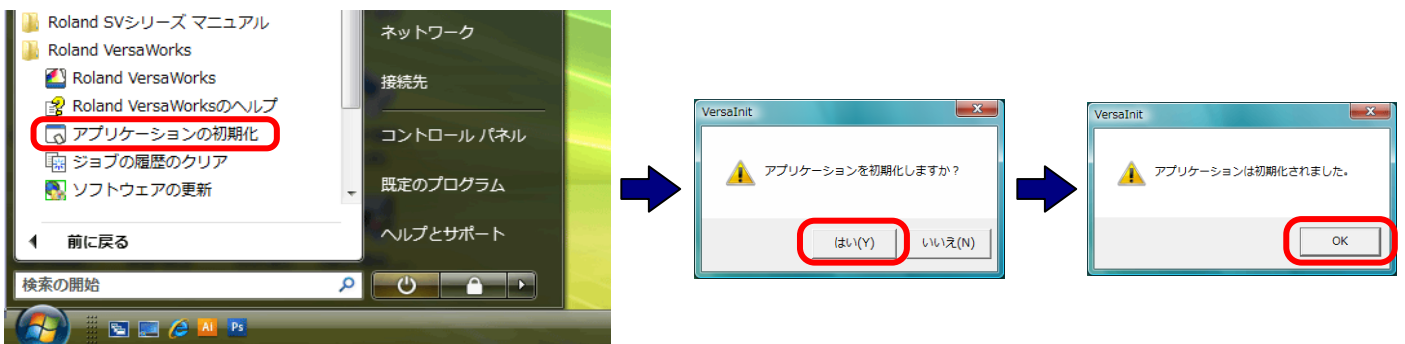 Roland SVシリーズ マニュアル
Roland VersaWorks
Roland VersaWorks
Roland VersaWorksのヘルプ
アプリケーションの初期化
ジョブの履歴のクリア
ソフトウェアの更新
前に戻る
検索の開始
ネットワーク
接続先
コントロール パネル
既定のプログラム
ヘルプとサポート
Ai
Ps
VersaInit
アプリケーションを初期化しますか?
はい(Y)
いいえ(N)
VersaInit
アプリケーションは初期化されました。
OK